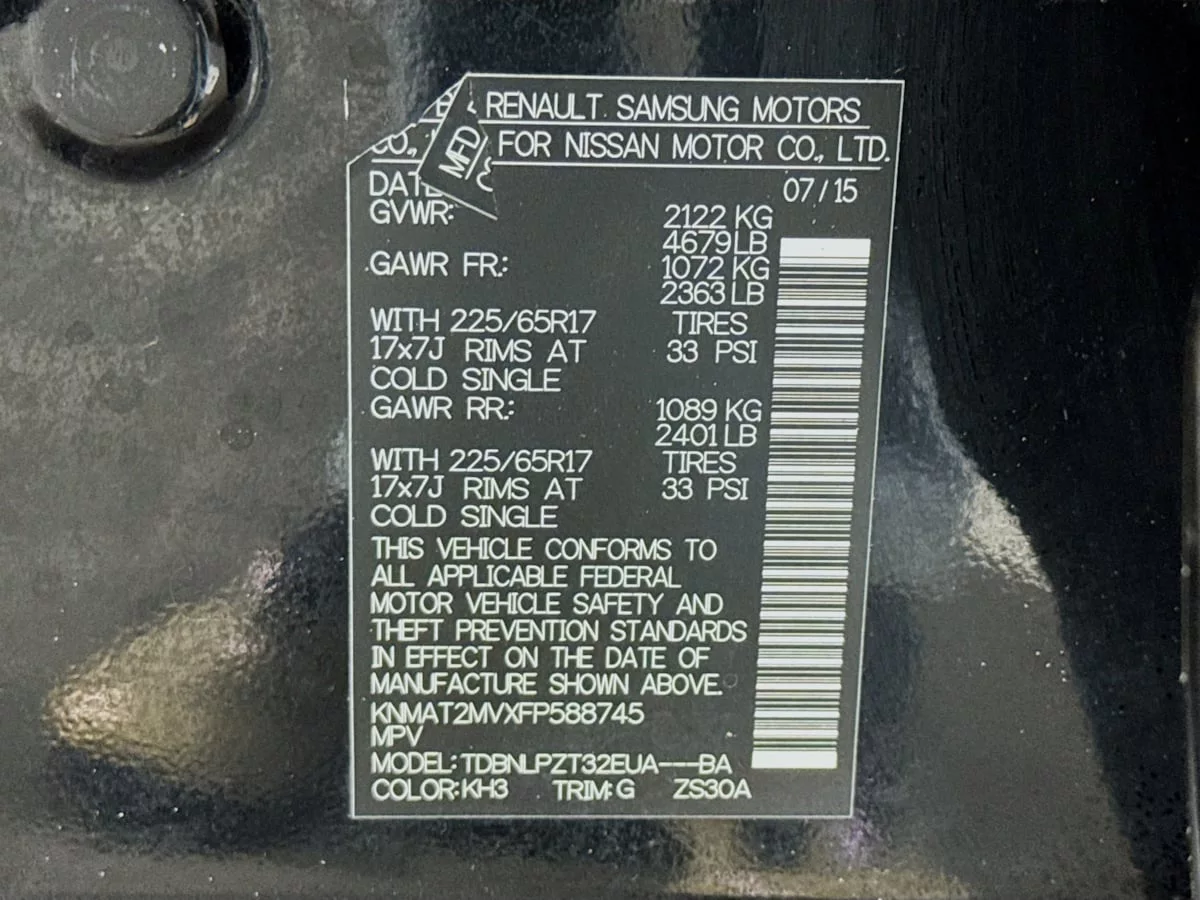 MFD
RENAULT SAMSUNG MOTORS
CO., FOR NISSAN MOTOR CO., LTD.
07/15
GVWR: 2122 KG
4679 LB
GAWR FR.: 1072 KG
2363 LB
WITH 225/65R17 TIRES
17x7J RIMS AT 33 PSI
COLD SINGLE
GAWR RR.: 1089 KG
2401 LB
WITH 225/65R17 TIRES
17x7J RIMS AT 33 PSI
COLD SINGLE
THIS VEHICLE CONFORMS TO
ALL APPLICABLE FEDERAL
MOTOR VEHICLE SAFETY AND
THEFT PREVENTION STANDARDS
IN EFFECT ON THE DATE OF
MANUFACTURE SHOWN ABOVE.
KNMAT2MVXFP588745
MPV
MODEL: TDBNLPZT32EUA---BA
COLOR: KH3 TRIM: G ZS30A